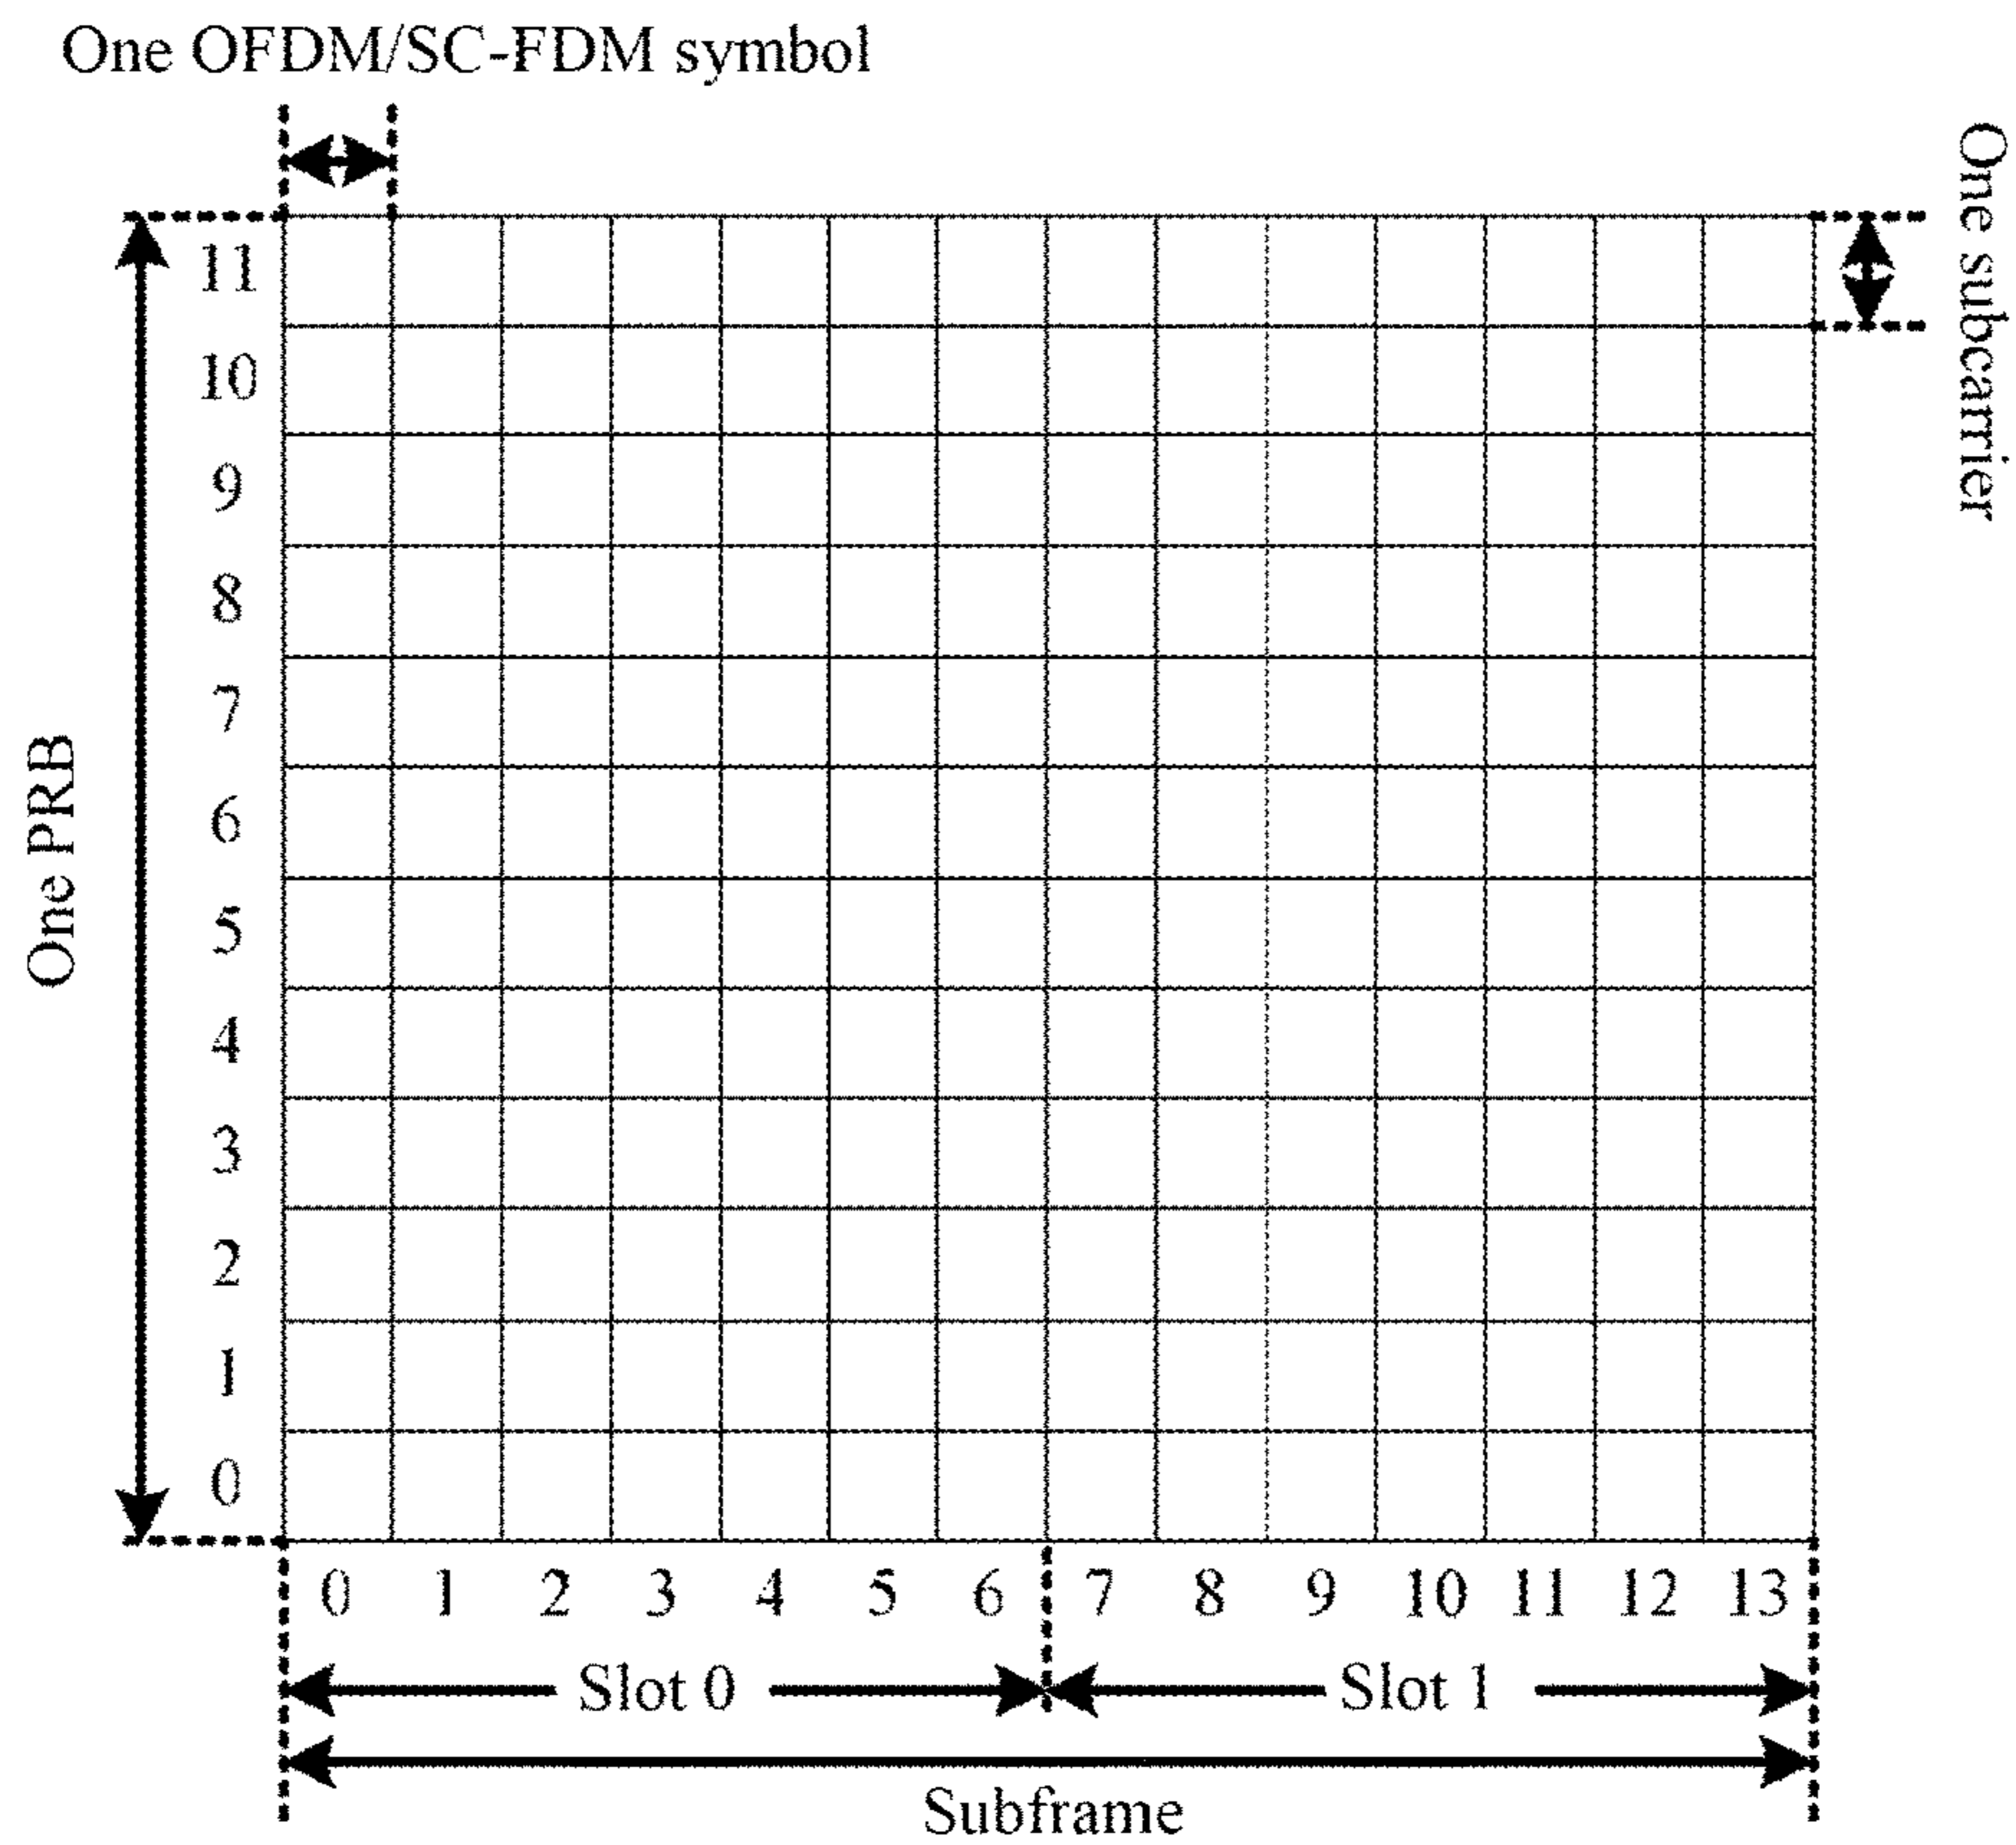 One OFDM/SC-FDM symbol
One subcarrier
One PRB
11
10
9
8
7
6
5
4
3
2
1
0
0 1 2 3 4 5 6 7 8 9 10 11 12 13
Slot 0 Slot 1
Subframe